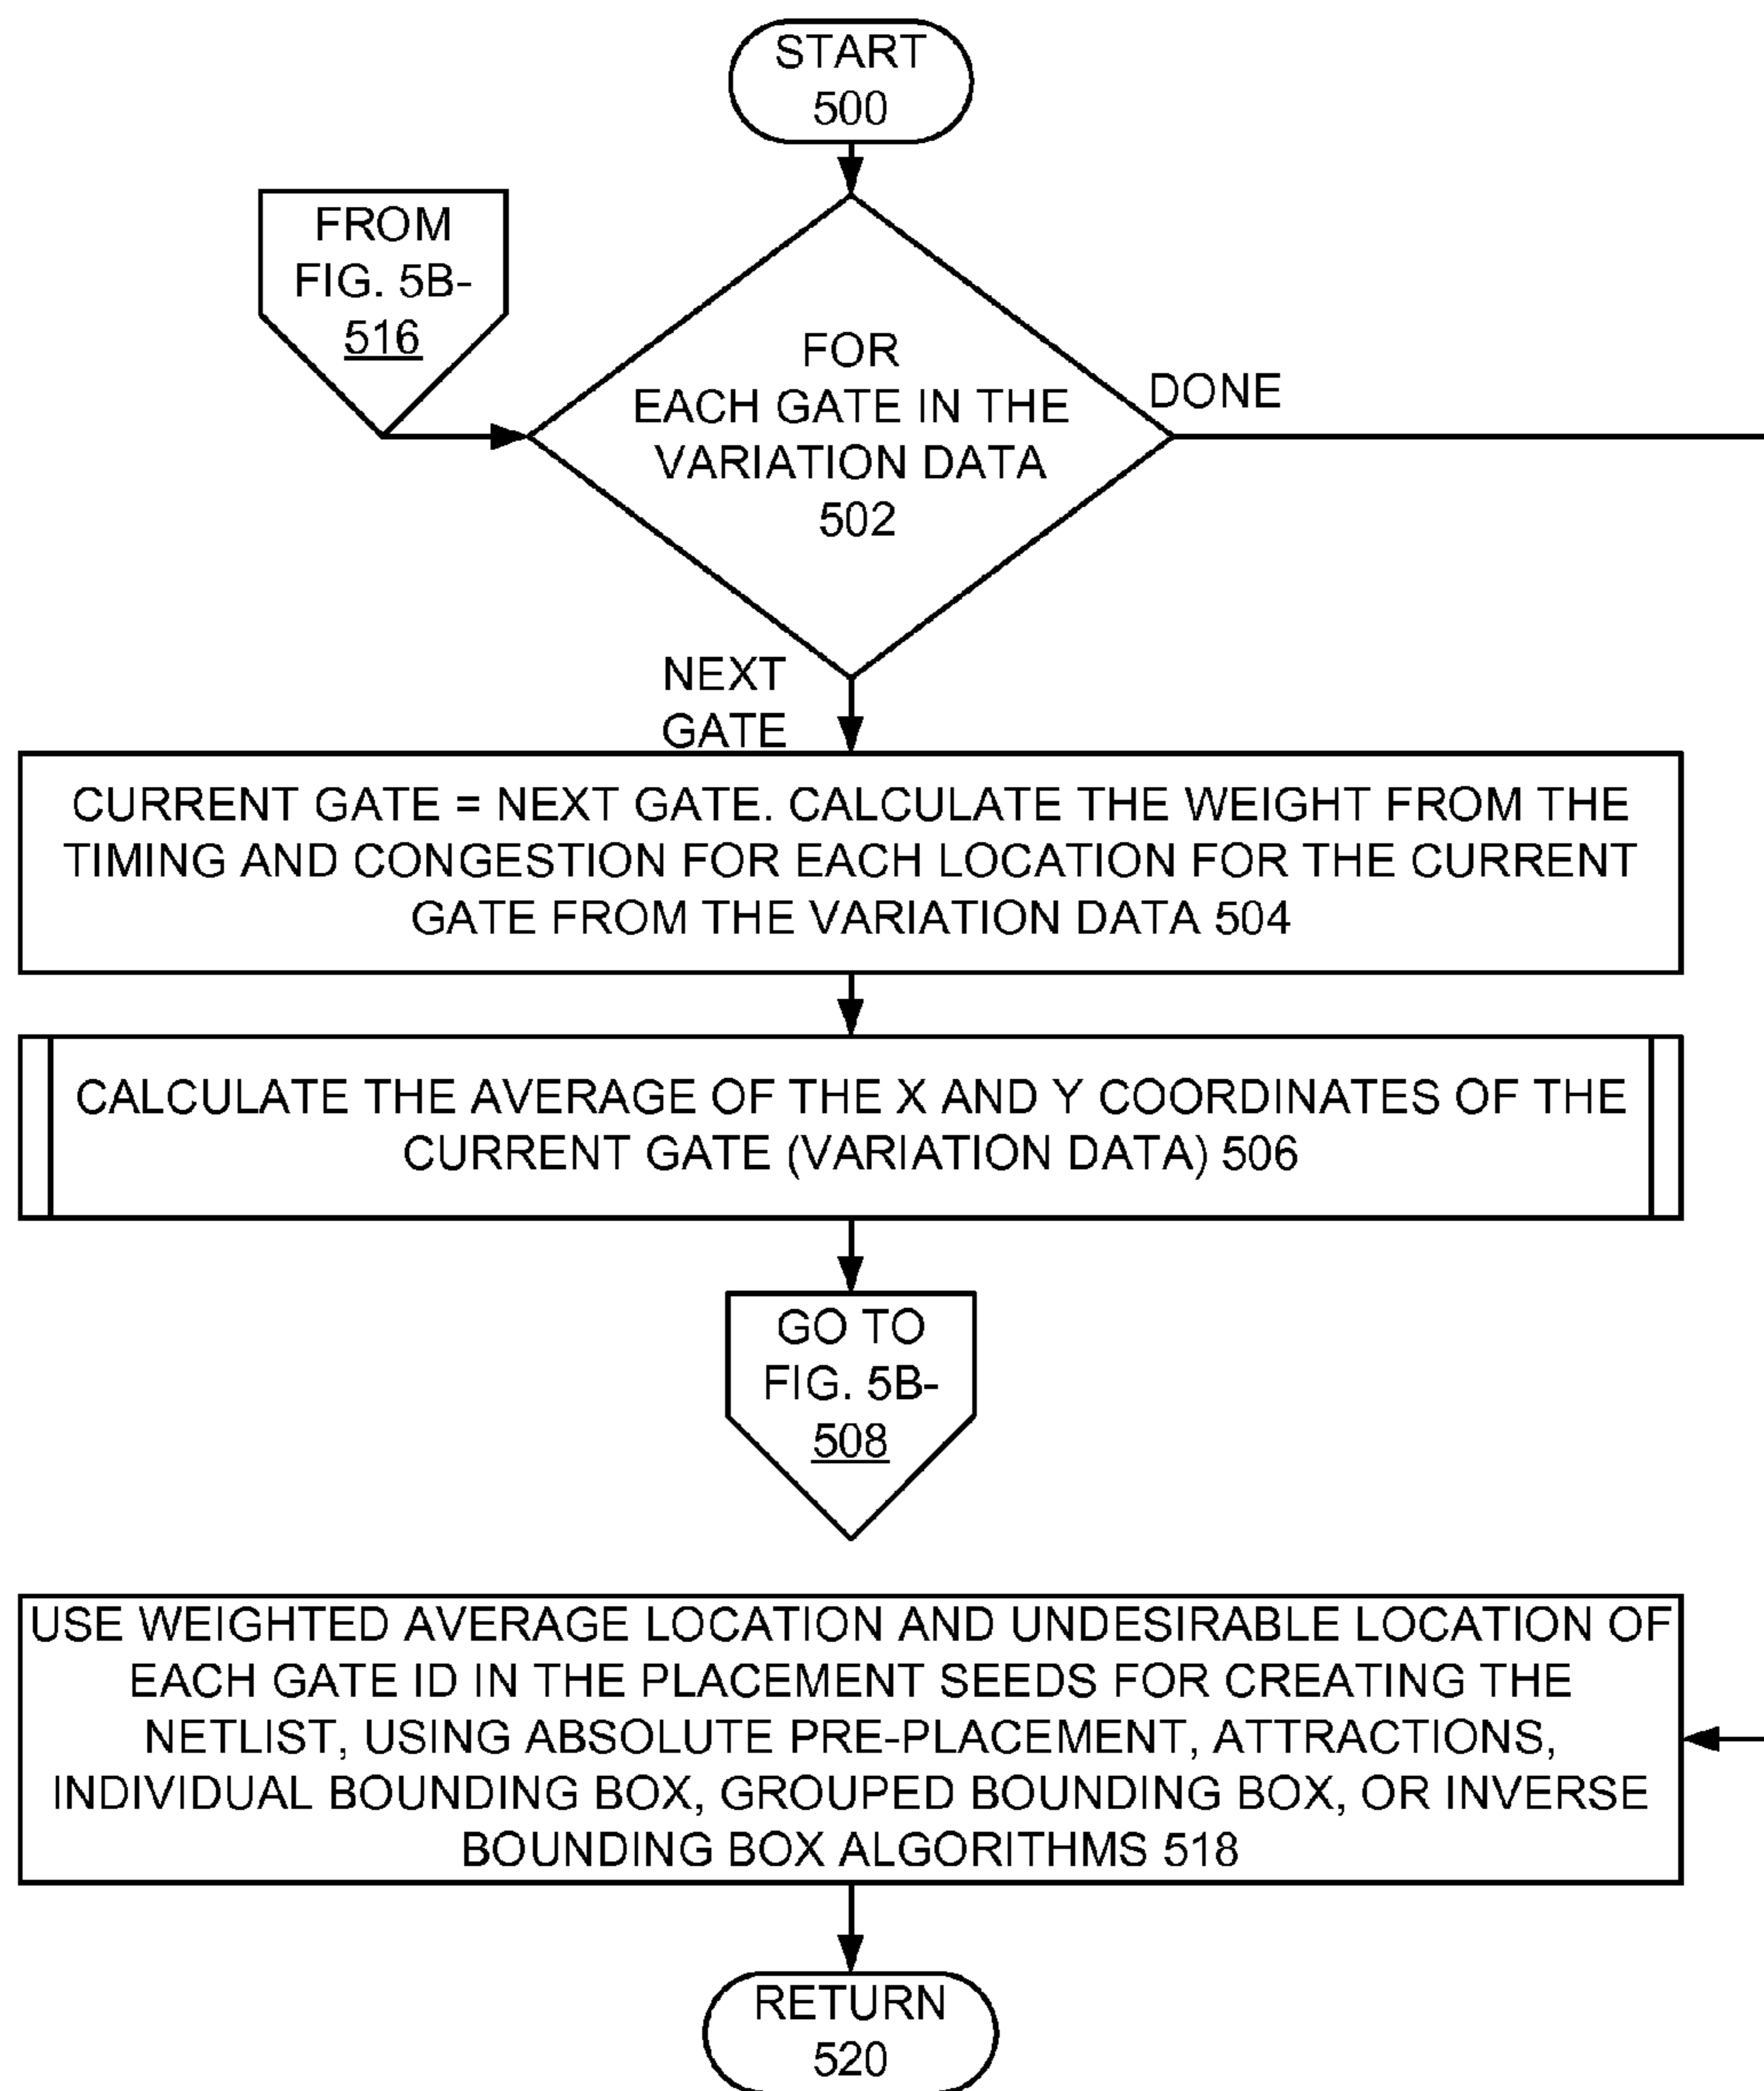 START
500
FROM
FIG. 5B-
516
FOR
EACH GATE IN THE
VARIATION DATA
502
DONE
NEXT
GATE
CURRENT GATE = NEXT GATE. CALCULATE THE WEIGHT FROM THE
TIMING AND CONGESTION FOR EACH LOCATION FOR THE CURRENT
GATE FROM THE VARIATION DATA 504
CALCULATE THE AVERAGE OF THE X AND Y COORDINATES OF THE
CURRENT GATE (VARIATION DATA) 506
GO TO
FIG. 5B-
508
USE WEIGHTED AVERAGE LOCATION AND UNDESIRABLE LOCATION OF
EACH GATE ID IN THE PLACEMENT SEEDS FOR CREATING THE
NETLIST, USING ABSOLUTE PRE-PLACEMENT, ATTRACTIONS,
INDIVIDUAL BOUNDING BOX, GROUPED BOUNDING BOX, OR INVERSE
BOUNDING BOX ALGORITHMS 518
RETURN
520